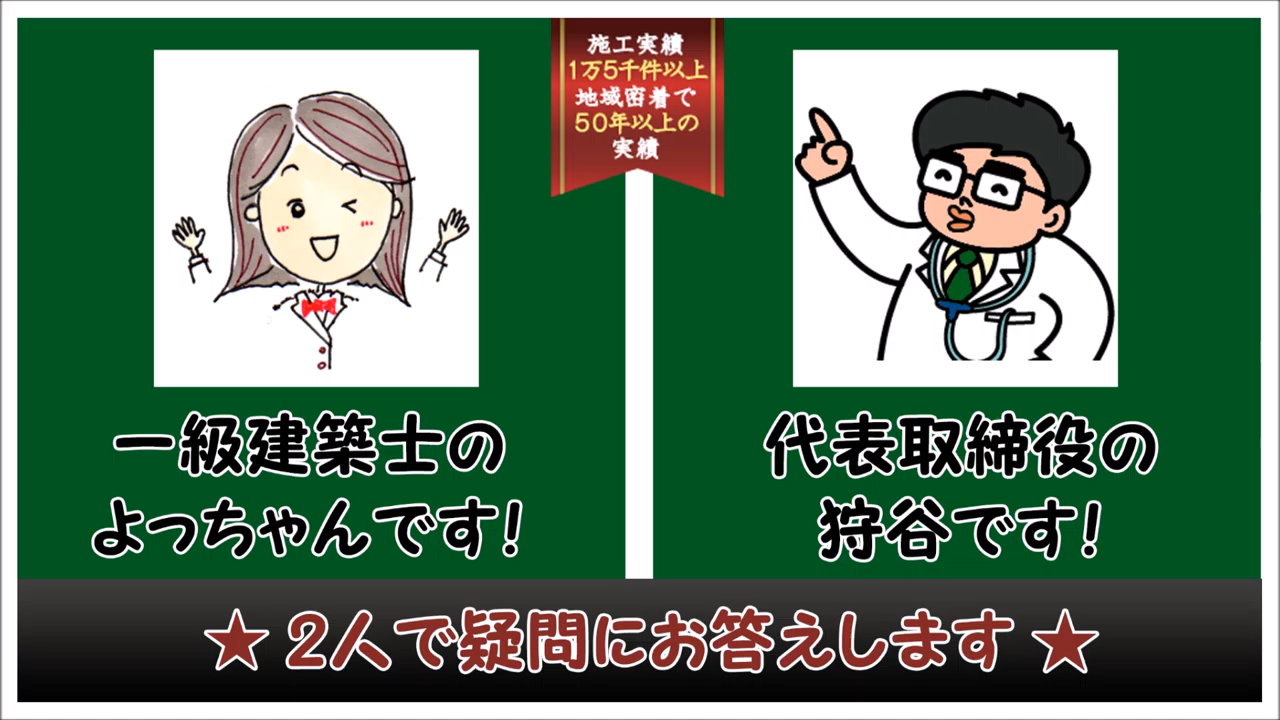 施工実績
1万5千件以上
地域密着で
50年以上の
実績
一級建築士の
よっちゃんです!
代表取締役の
狩谷です!
★ 2人で疑問にお答えします ★